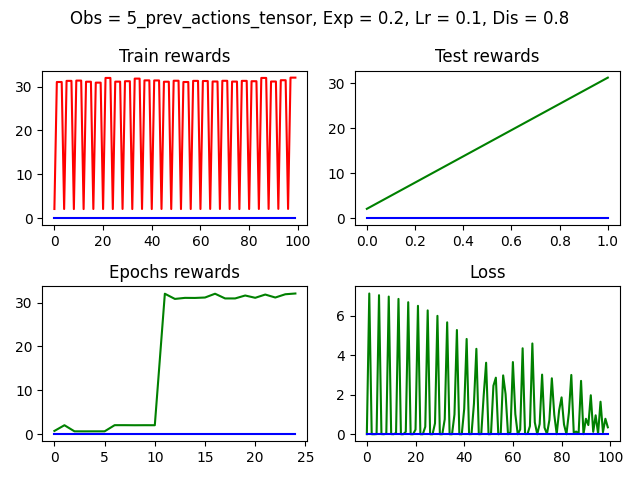 Obs = 5_prev_actions_tensor, Exp = 0.2, Lr = 0.1, Dis = 0.8
Train rewards
30
20
10
0
0 20 40 60 80 100
Test rewards
30
20
10
0
0.0 0.2 0.4 0.6 0.8 1.0
Epochs rewards
30
20
10
0
0 5 10 15 20 25
Loss
6
4
2
0
0 20 40 60 80 100